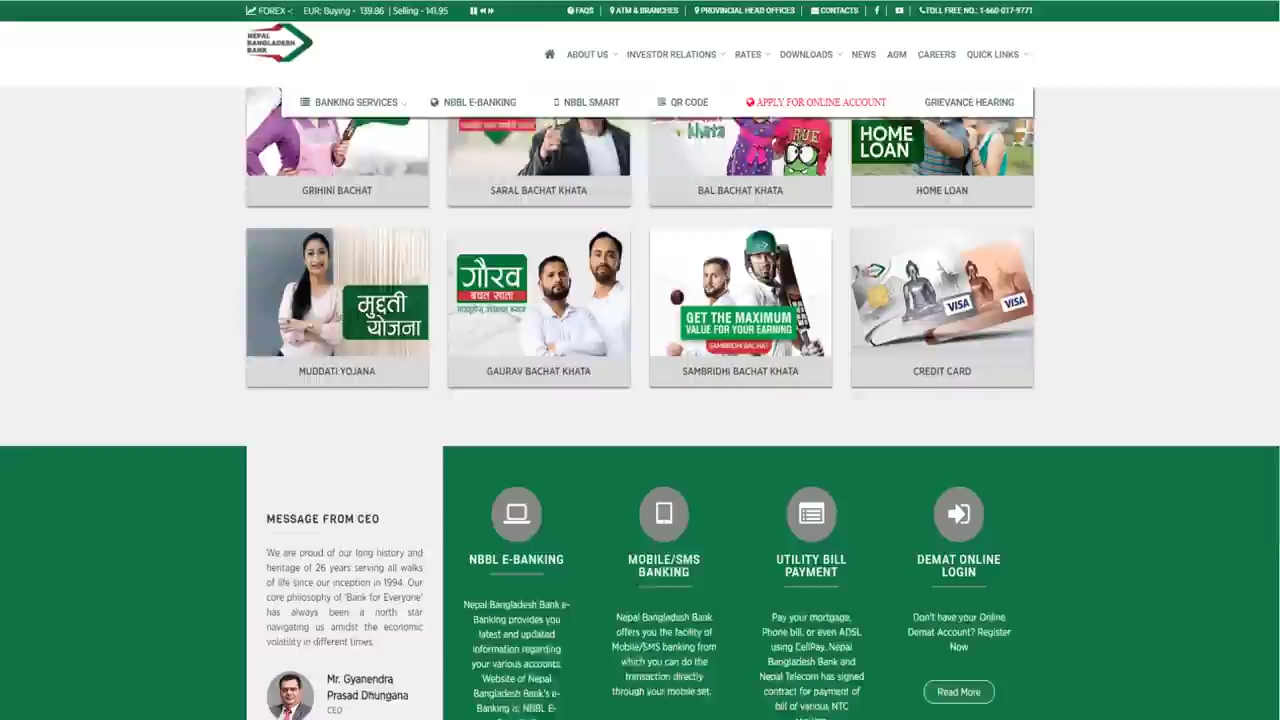 FOREX -: EUR: Buying - 139.86 | Selling - 141.95
FAQS
ATM & BRANCHES
PROVINCIAL HEAD OFFICES
CONTACTS
TOLL FREE NO.: 1-660-017-9771
NEPAL
BANGLADESH
BANK
ABOUT US
INVESTOR RELATIONS
RATES
DOWNLOADS
NEWS
AGM
CAREERS
QUICK LINKS
BANKING SERVICES
NBBL E-BANKING
NBBL SMART
QR CODE
APPLY FOR ONLINE ACCOUNT
GRIEVANCE HEARING
khata
RUE
HOME
LOAN
GRIHINI BACHAT
SARAL BACHAT KHATA
BAL BACHAT KHATA
HOME LOAN
मुद्दती
योजना
गौरव
बचत खाता
GET THE MAXIMUM
VALUE FOR YOUR EARNING
SAMBRIDHI BACHAT
VISA
VISA
MUDDATI YOJANA
GAURAV BACHAT KHATA
SAMBRIDHI BACHAT KHATA
CREDIT CARD
MESSAGE FROM CEO
We are proud of our long history and
heritage of 26 years serving all walks
of life since our inception in 1994. Our
core philosophy of 'Bank for Everyone'
has always been a north star
navigating us amidst the economic
volatility in different times.
Mr. Gyanendra
Prasad Dhungana
CEO
NBBL E-BANKING
Nepal Bangladesh Bank e-
Banking provides you
latest and updated
information regarding
your various accounts.
Website of Nepal
Bangladesh Bank's e-
Banking is: NBBL E-
MOBILE/SMS
BANKING
Nepal Bangladesh Bank
offers you the facility of
Mobile/SMS banking from
which you can do the
transaction directly
through your mobile set.
UTILITY BILL
PAYMENT
Pay your mortgage,
Phone bill, or even ADSL
using CellPay. Nepal
Bangladesh Bank and
Nepal Telecom has signed
contract for payment of
bill of various NTC
DEMAT ONLINE
LOGIN
Don't have your Online
Demat Account? Register
Now
Read More